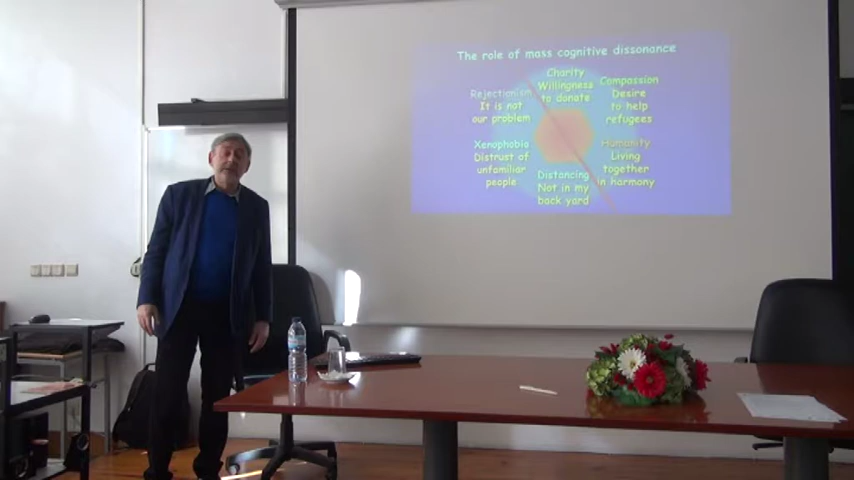 The role of mass cognitive dissonance
Charity
Willingness
to donate
Compassion
Desire
to help
refugees
Rejectionism
It is not
our problem
Xenophobia
Distrust of
unfamiliar
people
Humanity
Living
together
in harmony
Distancing
Not in my
back yard